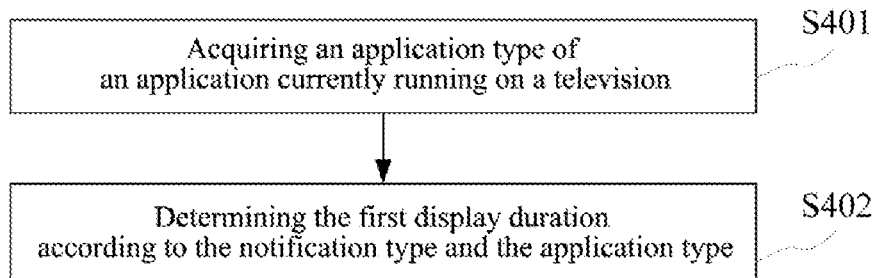 S401
Acquiring an application type of
an application currently running on a television
S402
Determining the first display duration
according to the notification type and the application type